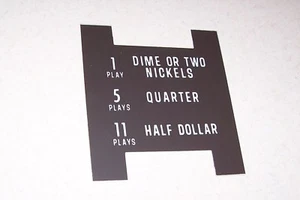 1 DIME OR TWO
PLAY NICKELS
5 QUARTER
PLAYS
11 HALF DOLLAR
PLAYS